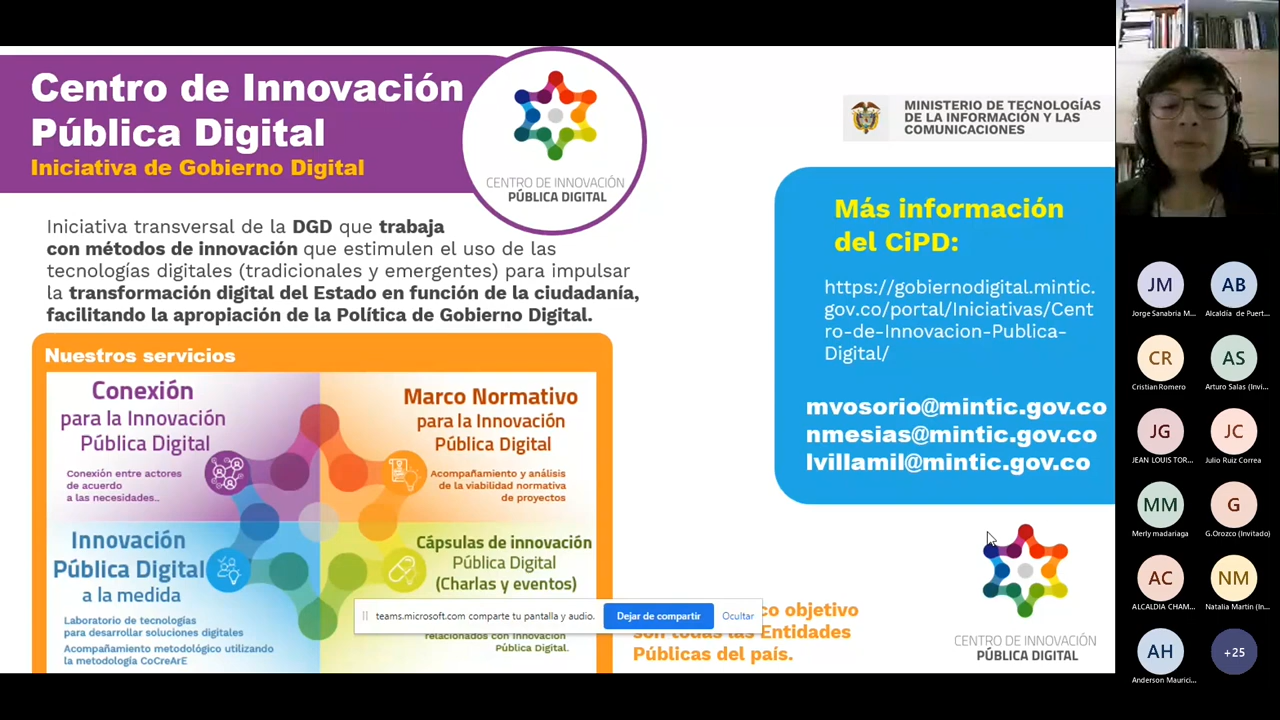 Centro de Innovación
Pública Digital
Iniciativa de Gobierno Digital
CENTRO DE INNOVACIÓN
PÚBLICA DIGITAL
MINISTERIO DE TECNOLOGÍAS
DE LA INFORMACIÓN Y LAS
COMUNICACIONES
Iniciativa transversal de la DGD que trabaja
con métodos de innovación que estimulen el uso de las
tecnologías digitales (tradicionales y emergentes) para impulsar
la transformación digital del Estado en función de la ciudadanía,
facilitando la apropiación de la Política de Gobierno Digital.
Más información
del CiPD:
https://gobiernodigital.mintic.
gov.co/portal/Iniciativas/Cent
ro-de-Innovacion-Publica-
Digital/
mvosorio@mintic.gov.co
nmesias@mintic.gov.co
lvillamil@mintic.gov.co
Nuestros servicios
Conexión
para la Innovación
Pública Digital
Conexión entre actores
de acuerdo
a las necesidades..
Marco Normativo
para la Innovación
Pública Digital
Acompañamiento y análisis
de la viabilidad normativa
de proyectos
Innovación
Pública Digital
a la medida
Laboratorio de tecnologías
para desarrollar soluciones digitales
Acompañamiento metodológico utilizando
la metodología CoCreArE
Cápsulas de innovación
Pública Digital
(Charlas y eventos)
relacionados con Innovación
Pública Digital.
teams.microsoft.com comparte tu pantalla y audio.
Dejar de compartir
Ocultar
objetivo
son todas las Entidades
Públicas del país.
CENTRO DE INNOVACIÓN
PÚBLICA DIGITAL
JM
AB
Jorge Sanabria M...
Alcaldía de Puert...
CR
AS
Cristian Romero
Arturo Salas (Invi...
JG
JC
JEAN LOUIS TOR...
Julio Ruiz Correa
MM
G
Merly madariaga
G.Orozco (Invitado)
AC
NM
ALCALDIA CHAM...
Natalia Martin (In...
AH
+25
Anderson Maurici...